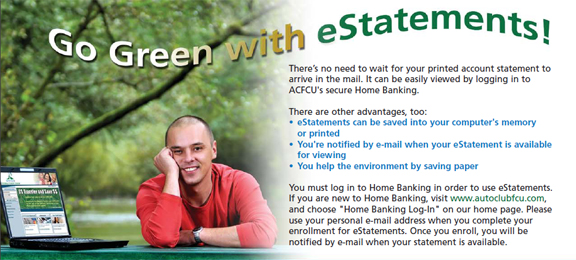 Go Green with eStatements!
There's no need to wait for your printed account statement to
arrive in the mail. It can be easily viewed by logging in to
ACFCU's secure Home Banking.
There are other advantages, too:
• eStatements can be saved into your computer's memory
or printed
• You're notified by e-mail when your eStatement is available
for viewing
• You help the environment by saving paper
You must log in to Home Banking in order to use eStatements.
If you are new to Home Banking, visit www.autoclubfcu.com,
and choose "Home Banking Log-In" on our home page. Please
use your personal e-mail address when you complete your
enrollment for eStatements. Once you enroll, you will be
notified by e-mail when your statement is available.